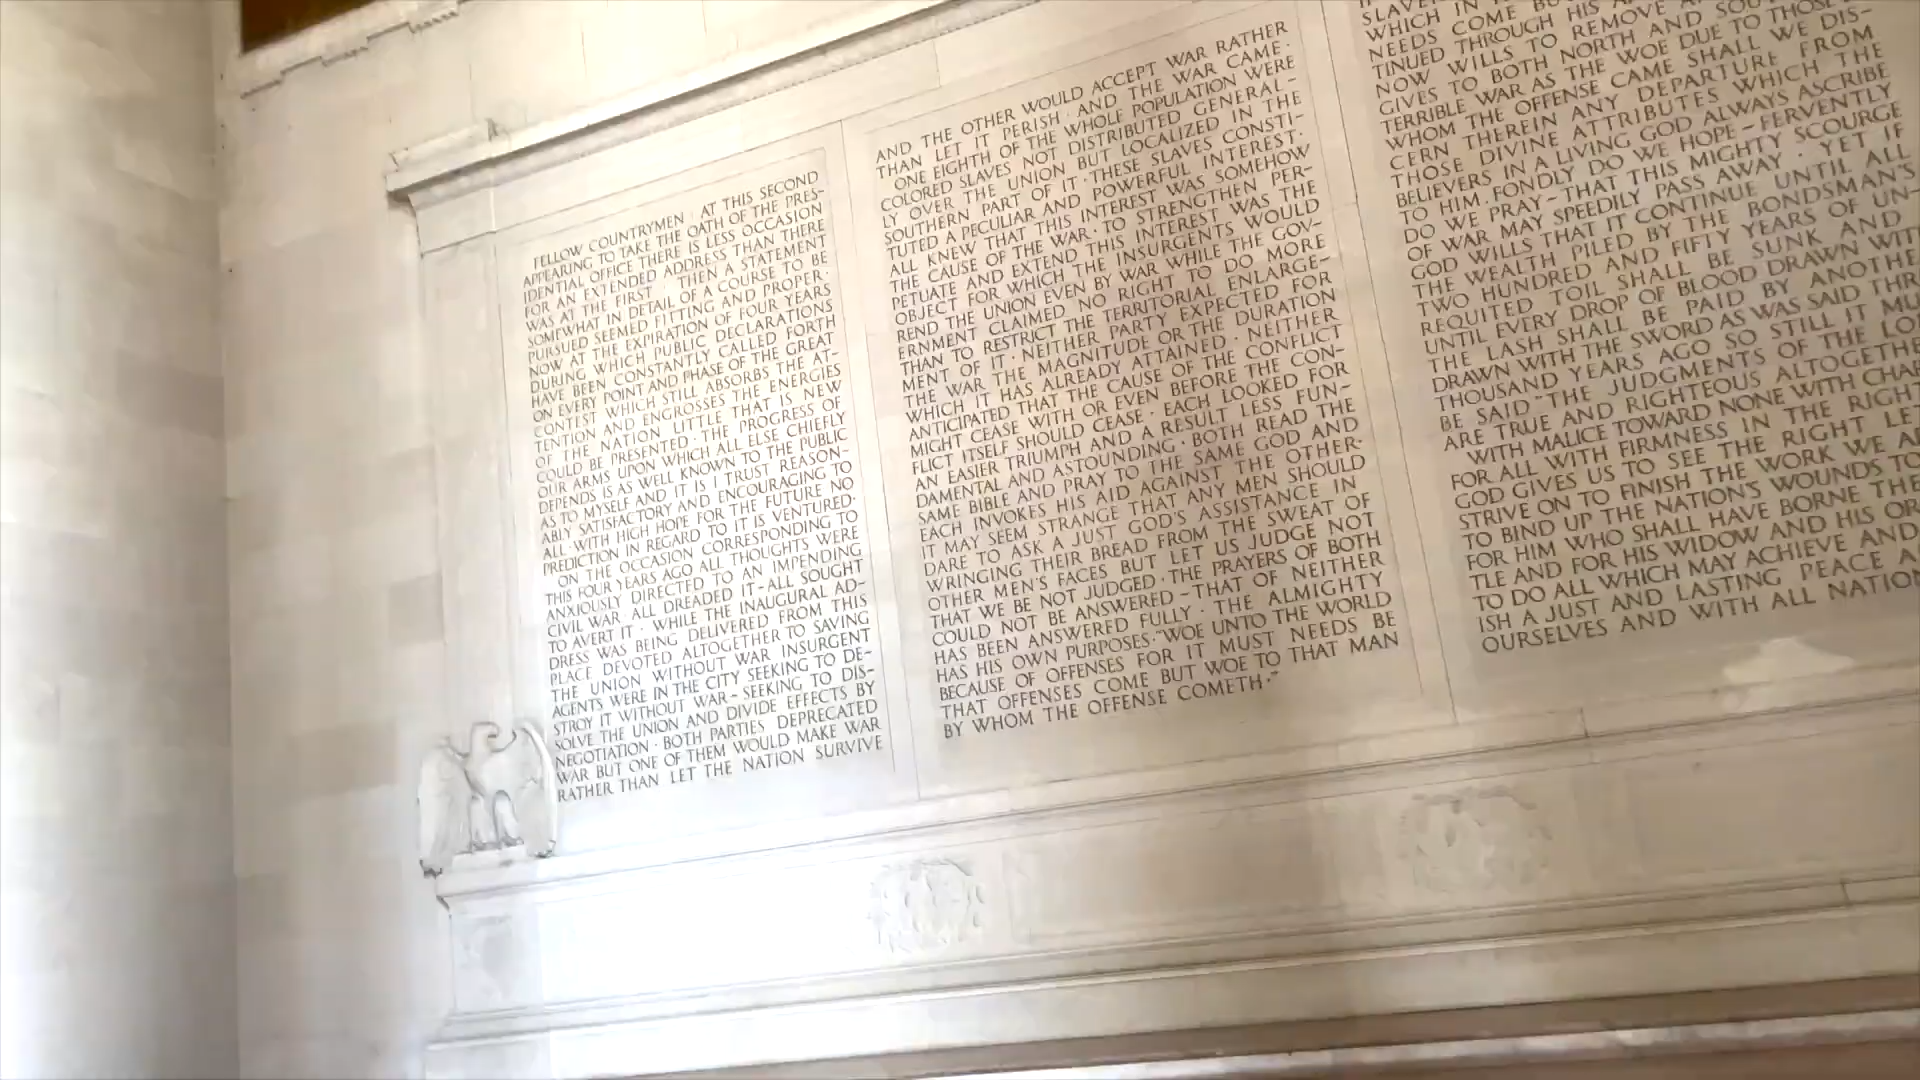 FELLOW COUNTRYMEN · AT THIS SECOND
APPEARING TO TAKE THE OATH OF THE PRES–
IDENTIAL OFFICE THERE IS LESS OCCASION
FOR AN EXTENDED ADDRESS THAN THERE
WAS AT THE FIRST · THEN A STATEMENT
SOMEWHAT IN DETAIL OF A COURSE TO BE
PURSUED SEEMED FITTING AND PROPER·
NOW AT THE EXPIRATION OF FOUR YEARS
DURING WHICH PUBLIC DECLARATIONS
HAVE BEEN CONSTANTLY CALLED FORTH
ON EVERY POINT AND PHASE OF THE GREAT
CONTEST WHICH STILL ABSORBS THE AT–
TENTION AND ENGROSSES THE ENERGIES
OF THE NATION LITTLE THAT IS NEW
COULD BE PRESENTED · THE PROGRESS OF
OUR ARMS UPON WHICH ALL ELSE CHIEFLY
DEPENDS IS AS WELL KNOWN TO THE PUBLIC
AS TO MYSELF AND IT IS I TRUST REASON–
ABLY SATISFACTORY AND ENCOURAGING TO
ALL · WITH HIGH HOPE FOR THE FUTURE NO
PREDICTION IN REGARD TO IT IS VENTURED·
ON THE OCCASION CORRESPONDING TO
THIS FOUR YEARS AGO ALL THOUGHTS WERE
ANXIOUSLY DIRECTED TO AN IMPENDING
CIVIL WAR · ALL DREADED IT – ALL SOUGHT
TO AVERT IT · WHILE THE INAUGURAL AD–
DRESS WAS BEING DELIVERED FROM THIS
PLACE DEVOTED ALTOGETHER TO SAVING
THE UNION WITHOUT WAR INSURGENT
AGENTS WERE IN THE CITY SEEKING TO DE–
STROY IT WITHOUT WAR – SEEKING TO DIS–
SOLVE THE UNION AND DIVIDE EFFECTS BY
NEGOTIATION · BOTH PARTIES DEPRECATED
WAR BUT ONE OF THEM WOULD MAKE WAR
RATHER THAN LET THE NATION SURVIVE
AND THE OTHER WOULD ACCEPT WAR RATHER
THAN LET IT PERISH · AND THE WAR CAME·
ONE EIGHTH OF THE WHOLE POPULATION WERE
COLORED SLAVES NOT DISTRIBUTED GENERAL–
LY OVER THE UNION BUT LOCALIZED IN THE
SOUTHERN PART OF IT · THESE SLAVES CONSTI–
TUTED A PECULIAR AND POWERFUL INTEREST·
ALL KNEW THAT THIS INTEREST WAS SOMEHOW
THE CAUSE OF THE WAR · TO STRENGTHEN PER–
PETUATE AND EXTEND THIS INTEREST WAS THE
OBJECT FOR WHICH THE INSURGENTS WOULD
REND THE UNION EVEN BY WAR WHILE THE GOV–
ERNMENT CLAIMED NO RIGHT TO DO MORE
THAN TO RESTRICT THE TERRITORIAL ENLARGE–
MENT OF IT · NEITHER PARTY EXPECTED FOR
THE WAR THE MAGNITUDE OR THE DURATION
WHICH IT HAS ALREADY ATTAINED · NEITHER
ANTICIPATED THAT THE CAUSE OF THE CONFLICT
MIGHT CEASE WITH OR EVEN BEFORE THE CON–
FLICT ITSELF SHOULD CEASE · EACH LOOKED FOR
AN EASIER TRIUMPH AND A RESULT LESS FUN–
DAMENTAL AND ASTOUNDING · BOTH READ THE
SAME BIBLE AND PRAY TO THE SAME GOD AND
EACH INVOKES HIS AID AGAINST THE OTHER·
IT MAY SEEM STRANGE THAT ANY MEN SHOULD
DARE TO ASK A JUST GOD'S ASSISTANCE IN
WRINGING THEIR BREAD FROM THE SWEAT OF
OTHER MEN'S FACES BUT LET US JUDGE NOT
THAT WE BE NOT JUDGED · THE PRAYERS OF BOTH
COULD NOT BE ANSWERED – THAT OF NEITHER
HAS BEEN ANSWERED FULLY · THE ALMIGHTY
HAS HIS OWN PURPOSES · "WOE UNTO THE WORLD
BECAUSE OF OFFENSES FOR IT MUST NEEDS BE
THAT OFFENSES COME BUT WOE TO THAT MAN
BY WHOM THE OFFENSE COMETH·"
WHICH IN
NEEDS COME
TINUED THROUGH HIS
NOW WILLS TO REMOVE
GIVES TO BOTH NORTH AND
TERRIBLE WAR AS THE WOE DUE TO THOSE
WHOM THE OFFENSE CAME SHALL WE DIS–
CERN THEREIN ANY DEPARTURE FROM
THOSE DIVINE ATTRIBUTES WHICH THE
BELIEVERS IN A LIVING GOD ALWAYS ASCRIBE
TO HIM · FONDLY DO WE HOPE – FERVENTLY
DO WE PRAY – THAT THIS MIGHTY SCOURGE
OF WAR MAY SPEEDILY PASS AWAY · YET IF
GOD WILLS THAT IT CONTINUE UNTIL ALL
THE WEALTH PILED BY THE BONDSMAN'S
TWO HUNDRED AND FIFTY YEARS OF UN–
REQUITED TOIL SHALL BE SUNK AND
UNTIL EVERY DROP OF BLOOD DRAWN WITH
THE LASH SHALL BE PAID BY ANOTHE
DRAWN WITH THE SWORD AS WAS SAID THR
THOUSAND YEARS AGO SO STILL IT MU
BE SAID "THE JUDGMENTS OF THE LO
ARE TRUE AND RIGHTEOUS ALTOGETHE
WITH MALICE TOWARD NONE WITH CHAR
FOR ALL WITH FIRMNESS IN THE RIGHT
GOD GIVES US TO SEE THE RIGHT LE
STRIVE ON TO FINISH THE WORK WE A
TO BIND UP THE NATION'S WOUNDS TO
FOR HIM WHO SHALL HAVE BORNE THE
TLE AND FOR HIS WIDOW AND HIS OR
TO DO ALL WHICH MAY ACHIEVE AND
ISH A JUST AND LASTING PEACE A
OURSELVES AND WITH ALL NATION